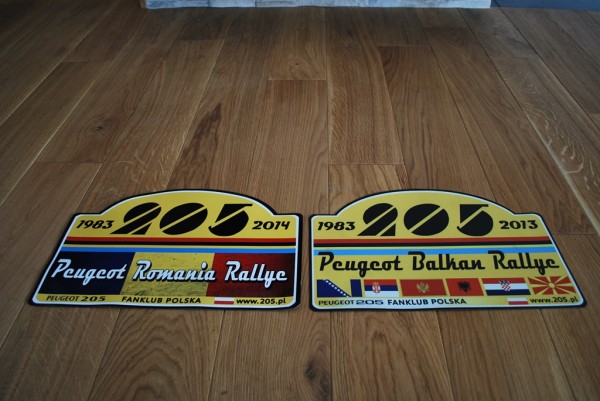 1983 205 2014
Peugeot Romania Rallye
PEUGEOT 205 FANKLUB POLSKA www.205.pl
1983 205 2013
Peugeot Balkan Rallye
PEUGEOT 205 FANKLUB POLSKA www.205.pl